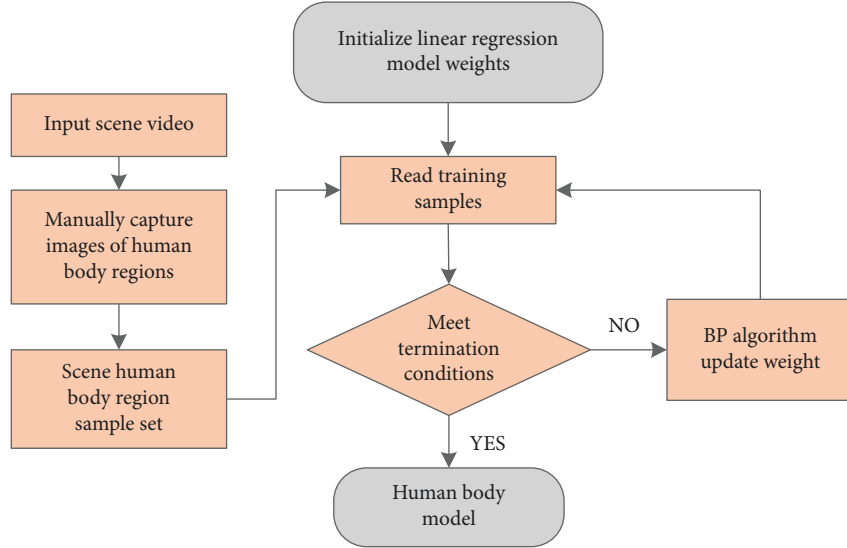 Initialize linear regression
model weights
Input scene video
Manually capture
images of human
body regions
Scene human
body region
sample set
Read training
samples
Meet
termination
conditions
NO
BP algorithm
update weight
YES
Human body
model